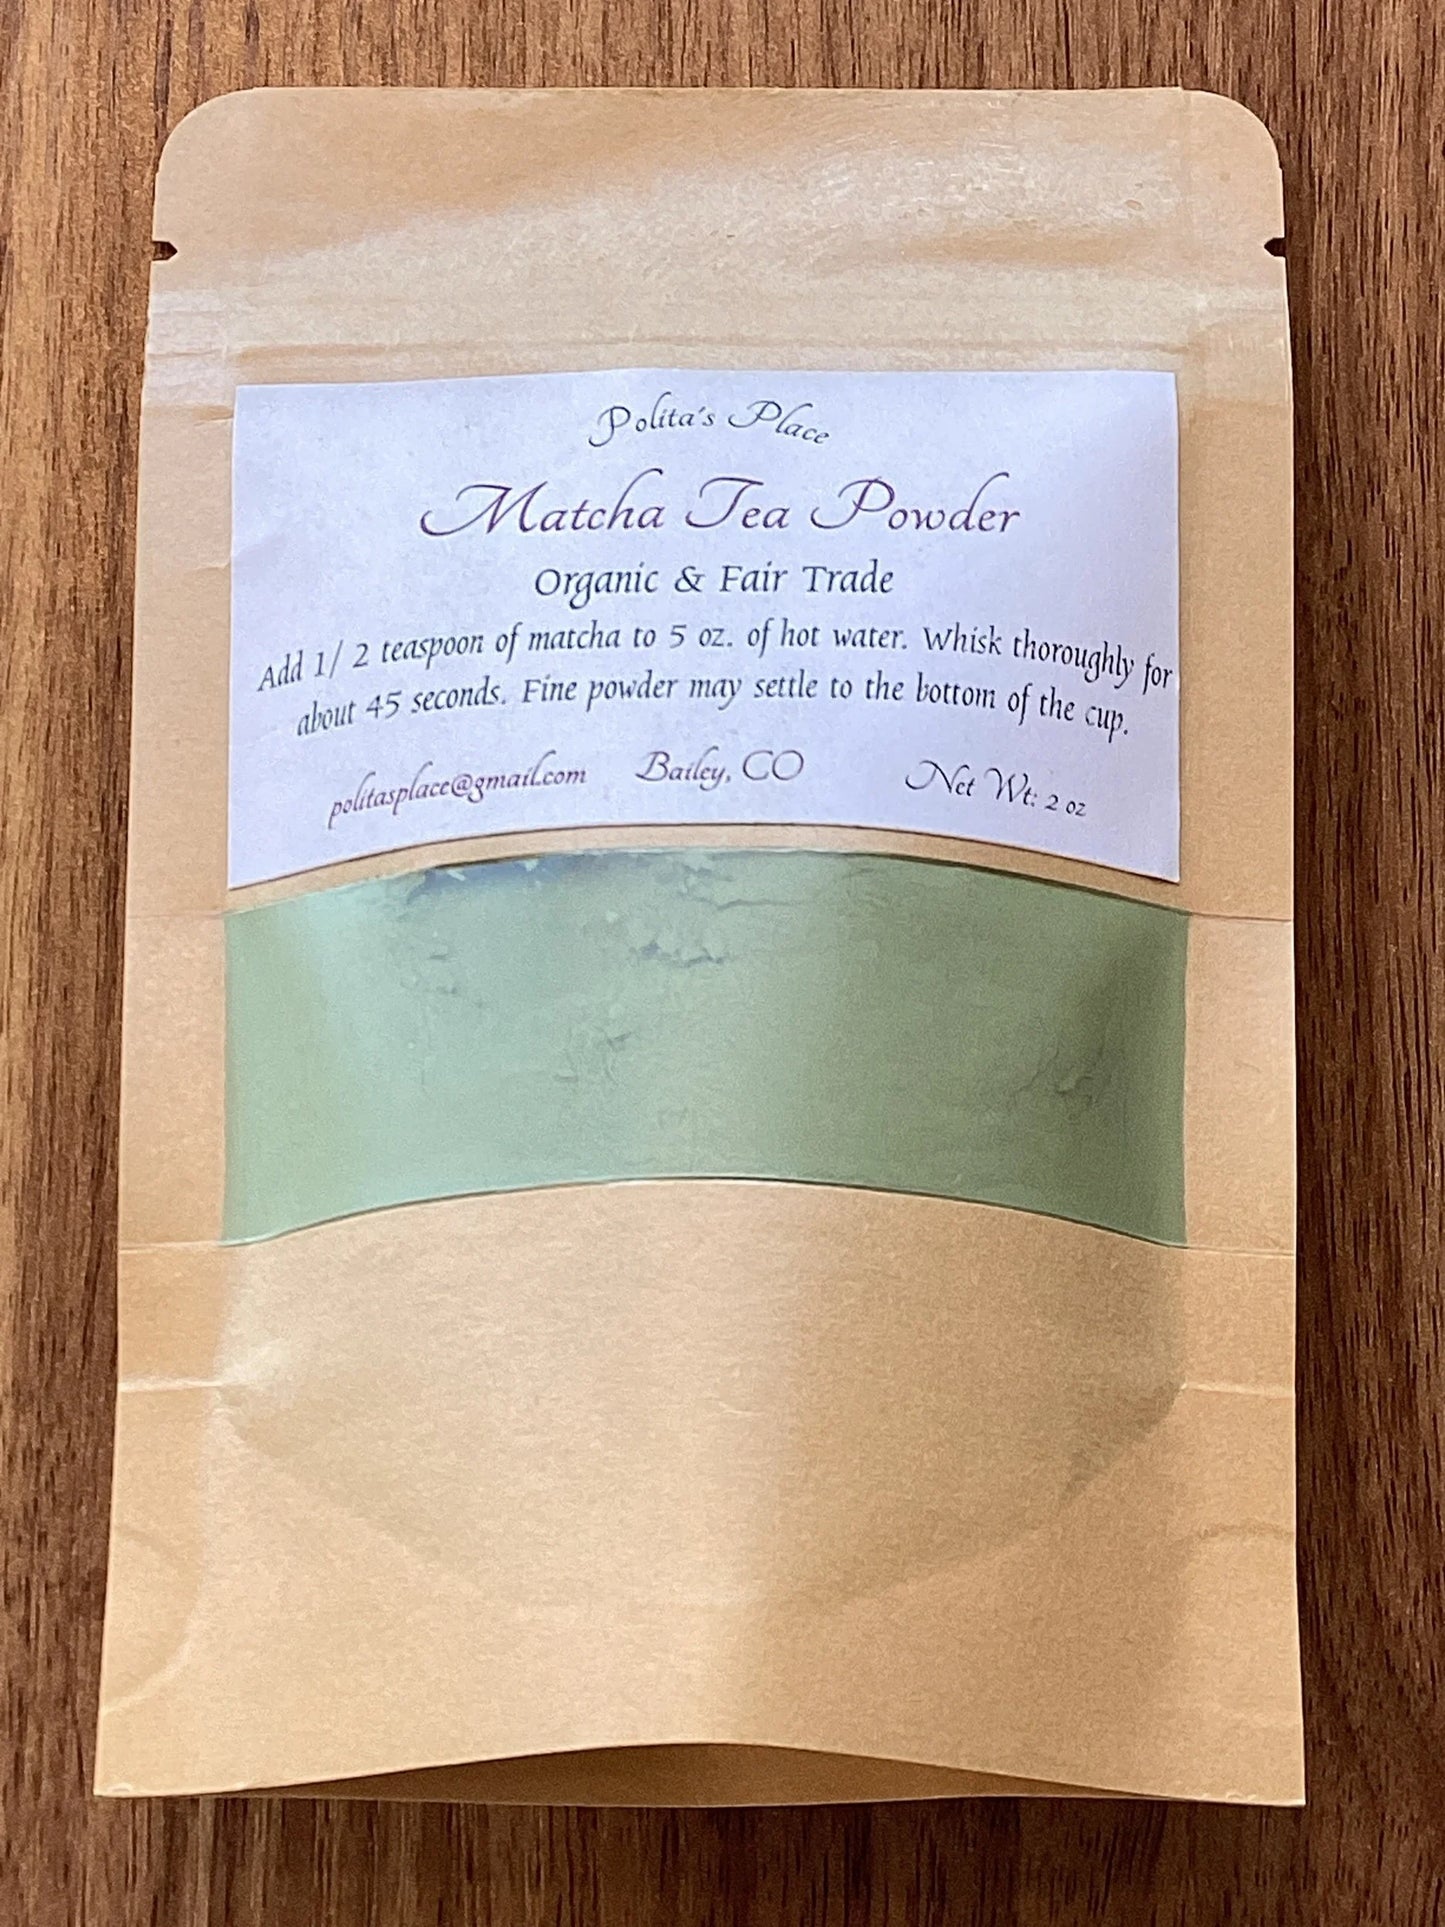 Polita's Place
Matcha Tea Powder
Organic & Fair Trade
Add 1/ 2 teaspoon of matcha to 5 oz. of hot water. Whisk thoroughly for
about 45 seconds. Fine powder may settle to the bottom of the cup.
politasplace@gmail.com Bailey, CO Net Wt: 2 oz